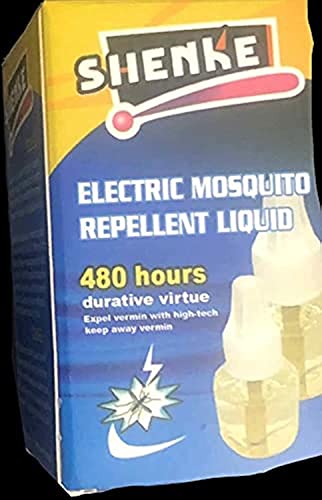 SHENKE
ELECTRIC MOSQUITO
REPELLENT LIQUID
480 hours
durative virtue
Expel vermin with high-tech
keep away vermin